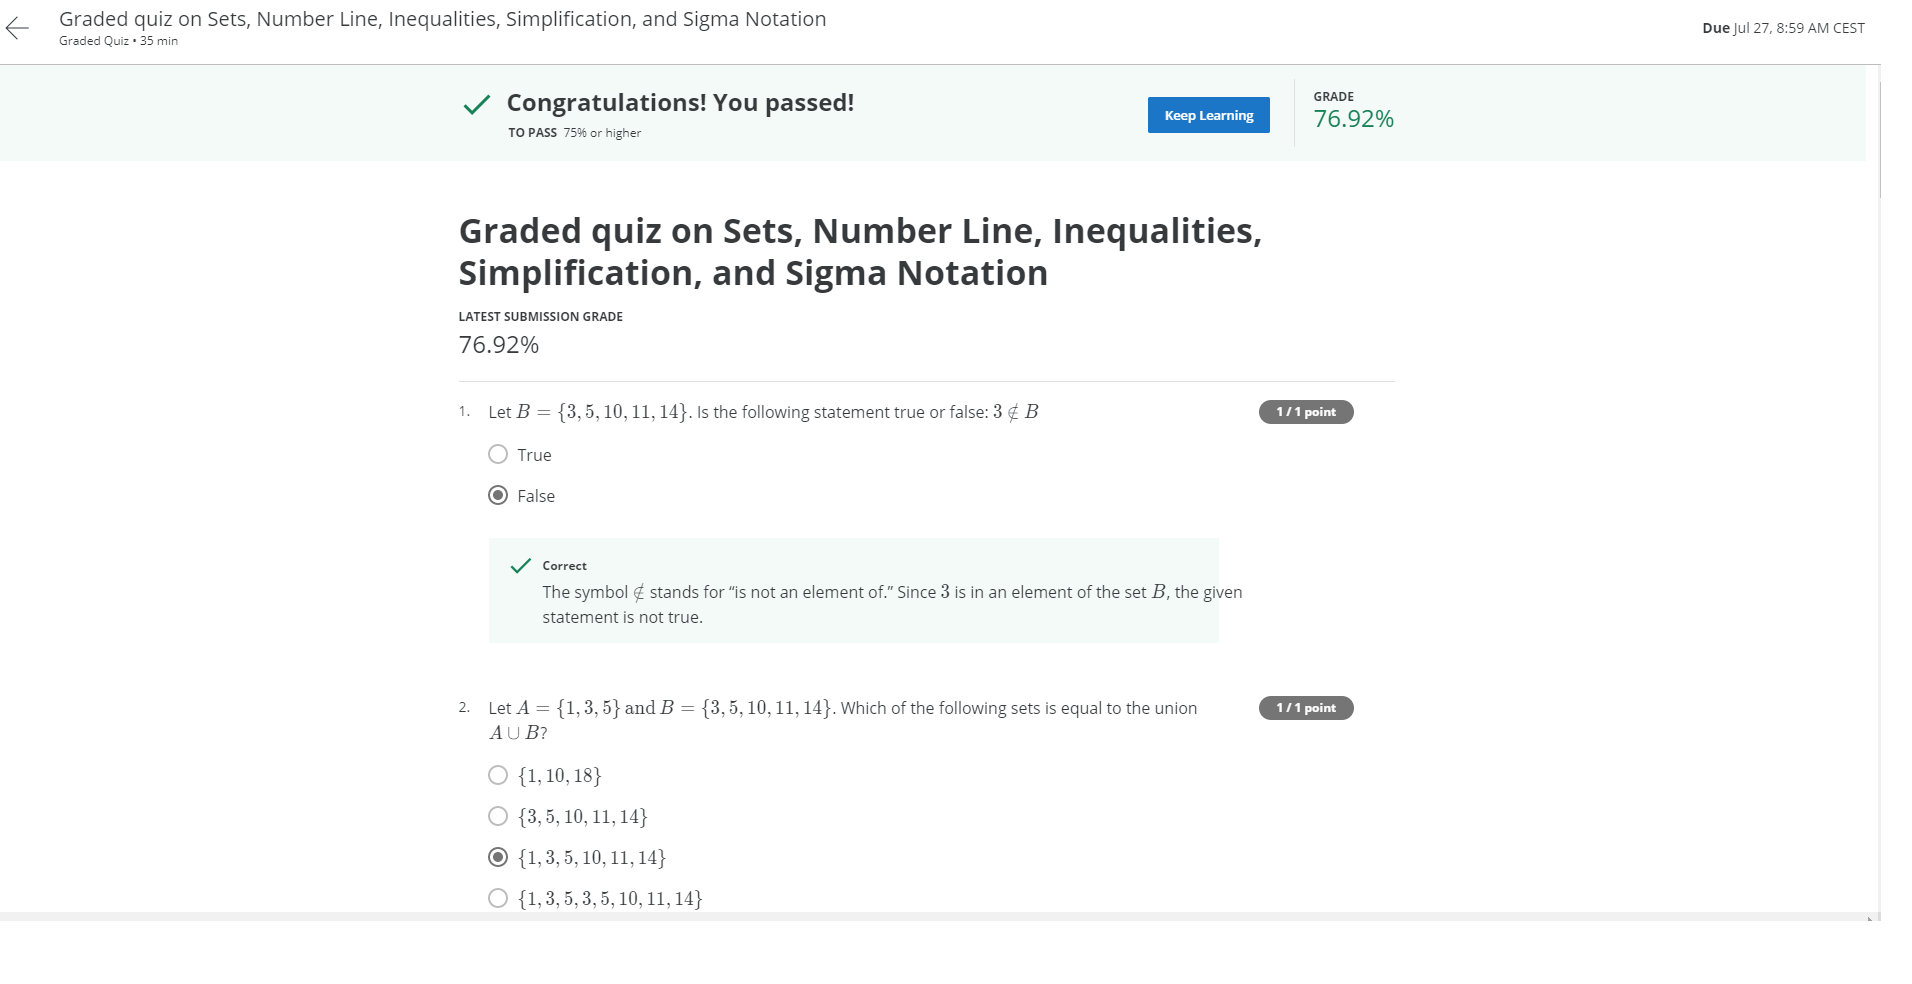 Graded quiz on Sets, Number Line, Inequalities, Simplification, and Sigma Notation
Graded Quiz • 35 min
Due Jul 27, 8:59 AM CEST
Congratulations! You passed!
TO PASS 75% or higher
Keep Learning
GRADE
76.92%
Graded quiz on Sets, Number Line, Inequalities,
Simplification, and Sigma Notation
LATEST SUBMISSION GRADE
76.92%
1. Let B = {3, 5, 10, 11, 14}. Is the following statement true or false: 3 ∉ B
1 / 1 point
True
False
Correct
The symbol ∉ stands for “is not an element of.” Since 3 is in an element of the set B, the given
statement is not true.
2. Let A = {1, 3, 5} and B = {3, 5, 10, 11, 14}. Which of the following sets is equal to the union
A ∪ B?
1 / 1 point
{1, 10, 18}
{3, 5, 10, 11, 14}
{1, 3, 5, 10, 11, 14}
{1, 3, 5, 3, 5, 10, 11, 14}